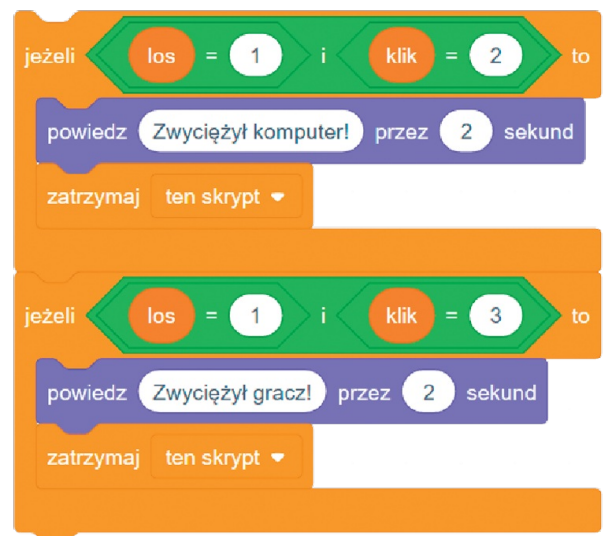 jeżeli los = 1 i klik = 2 to
powiedz Zwyciężył komputer! przez 2 sekund
zatrzymaj ten skrypt
jeżeli los = 1 i klik = 3 to
powiedz Zwyciężył gracz! przez 2 sekund
zatrzymaj ten skrypt